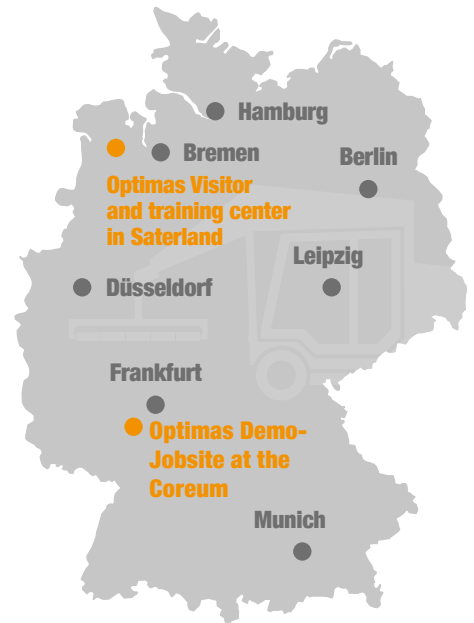 Hamburg
Bremen
Berlin
Optimas Visitor
and training center
in Saterland
Leipzig
Düsseldorf
Frankfurt
Optimas Demo-
Jobsite at the
Coreum
Munich